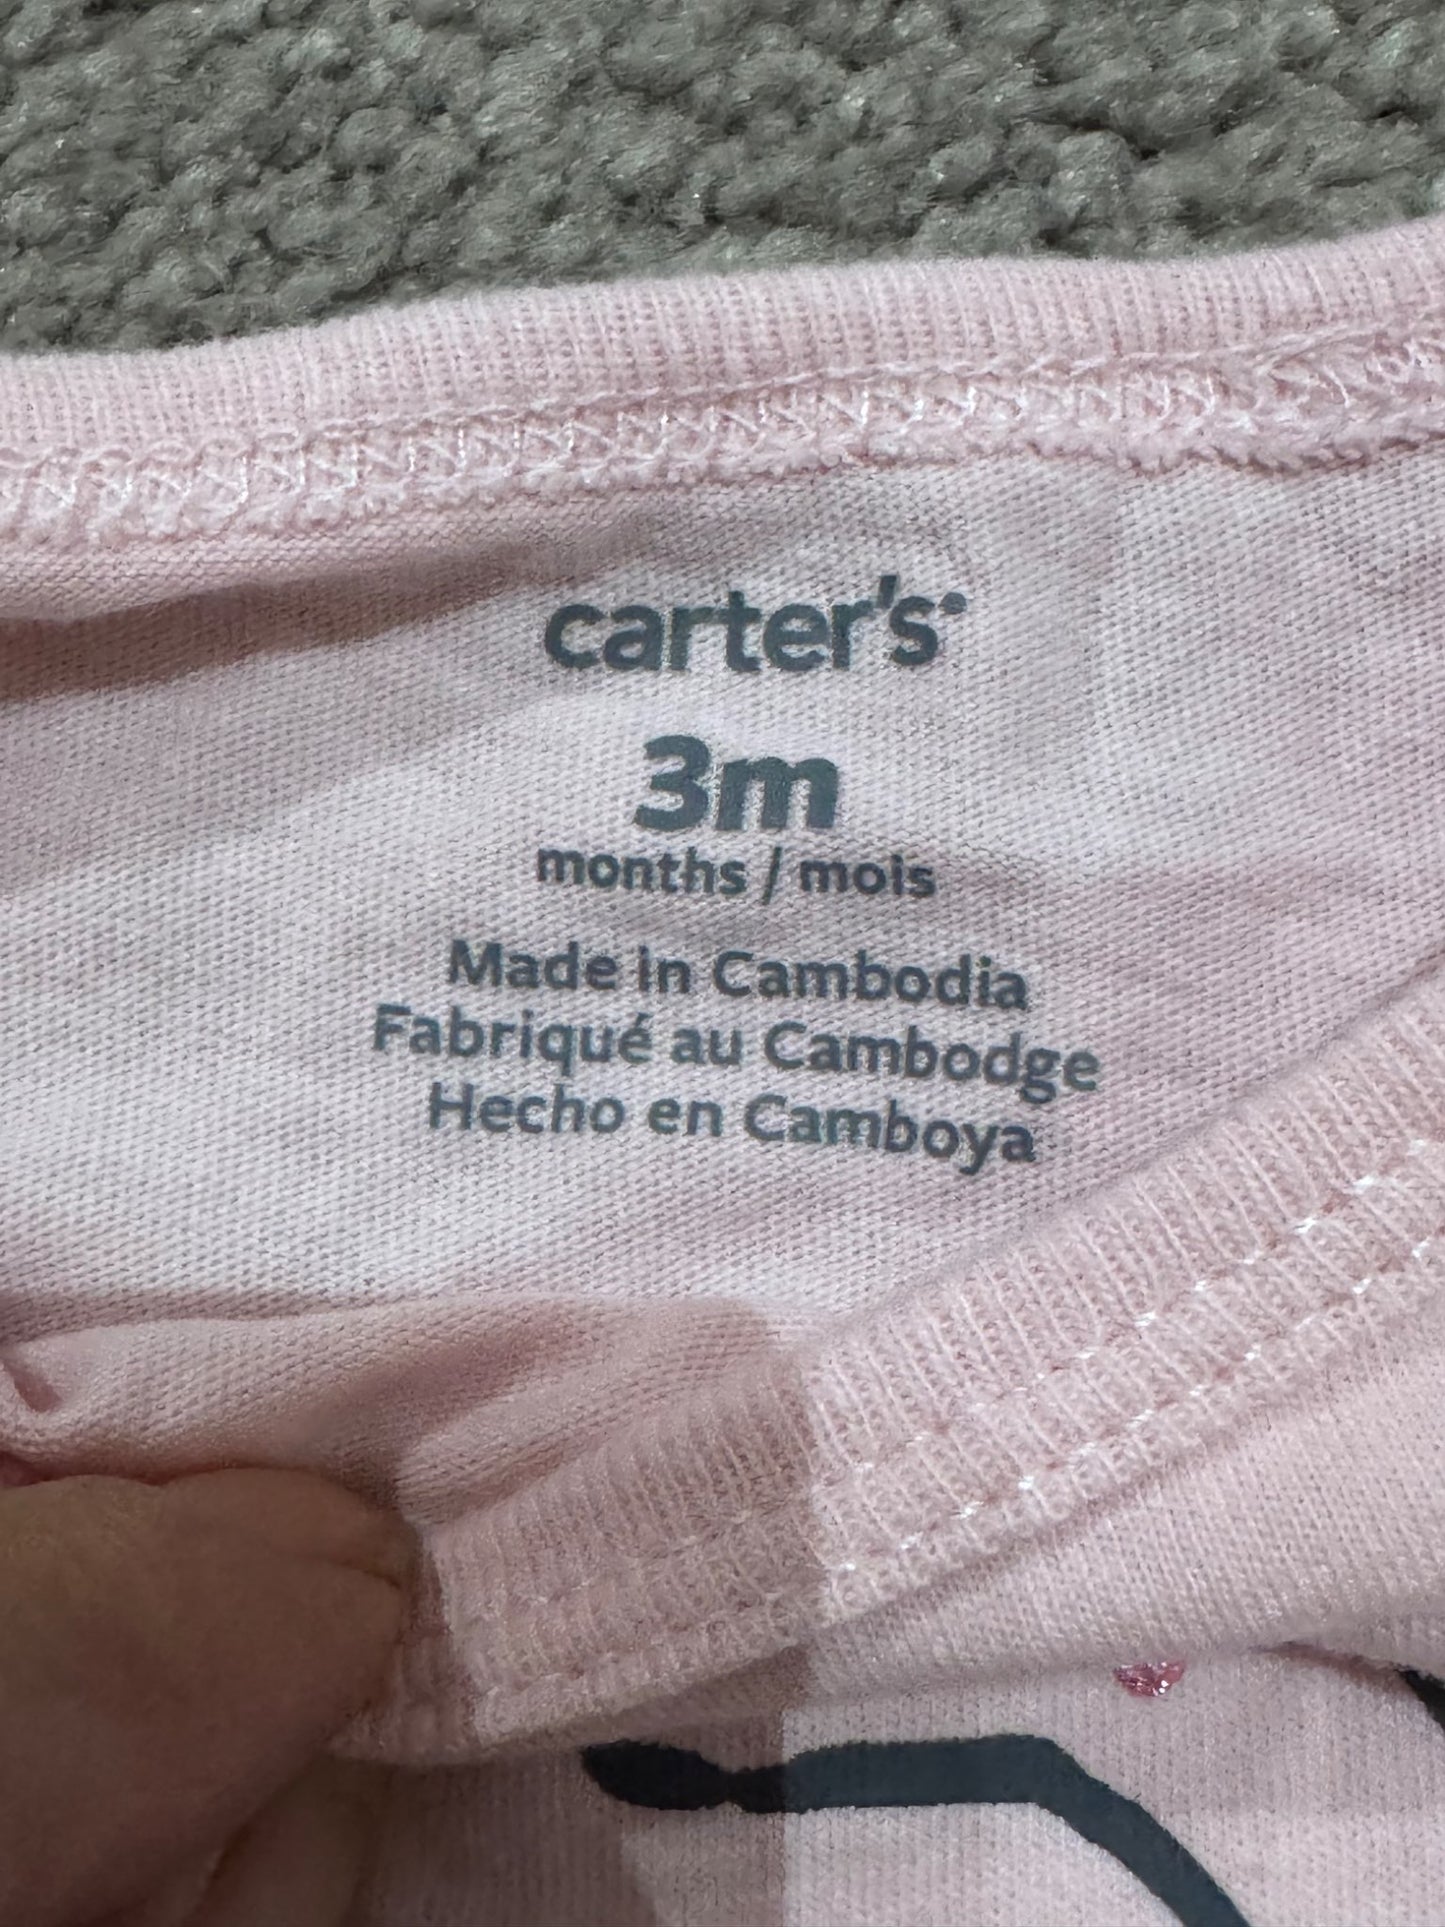 carter's
3m
months / mois
Made in Cambodia
Fabriqué au Cambodge
Hecho en Camboya